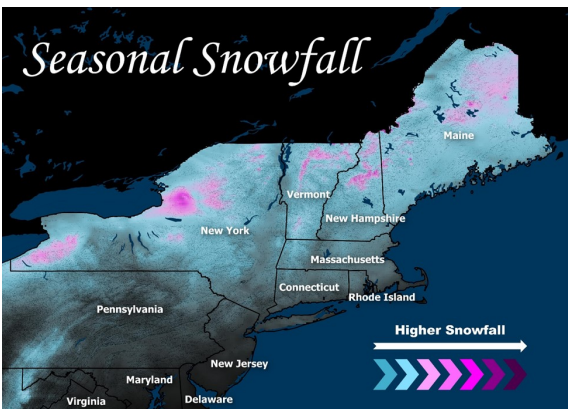 Seasonal Snowfall
Maine
Vermont
New Hampshire
New York
Massachusetts
Connecticut
Rhode Island
Pennsylvania
Higher Snowfall
New Jersey
Maryland
Delaware
Virginia